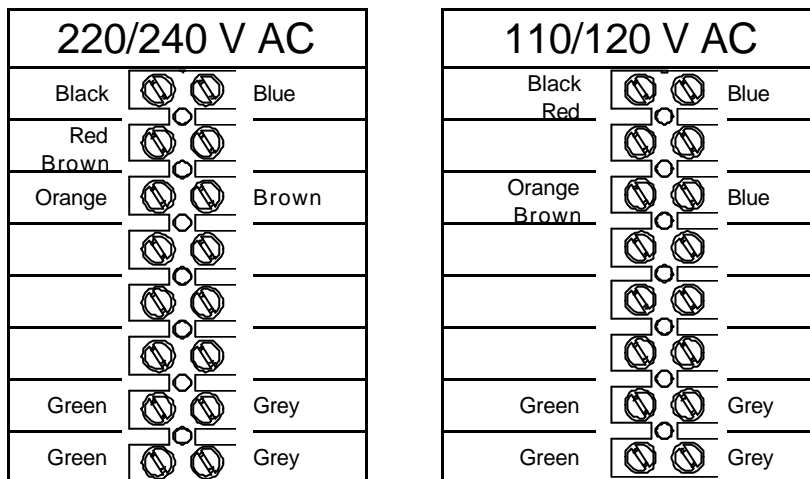 220/240 V AC
Black Blue
Red
Brown
Orange Brown
Green Grey
Green Grey
110/120 V AC
Black
Red Blue
Orange
Brown Blue
Green Grey
Green Grey